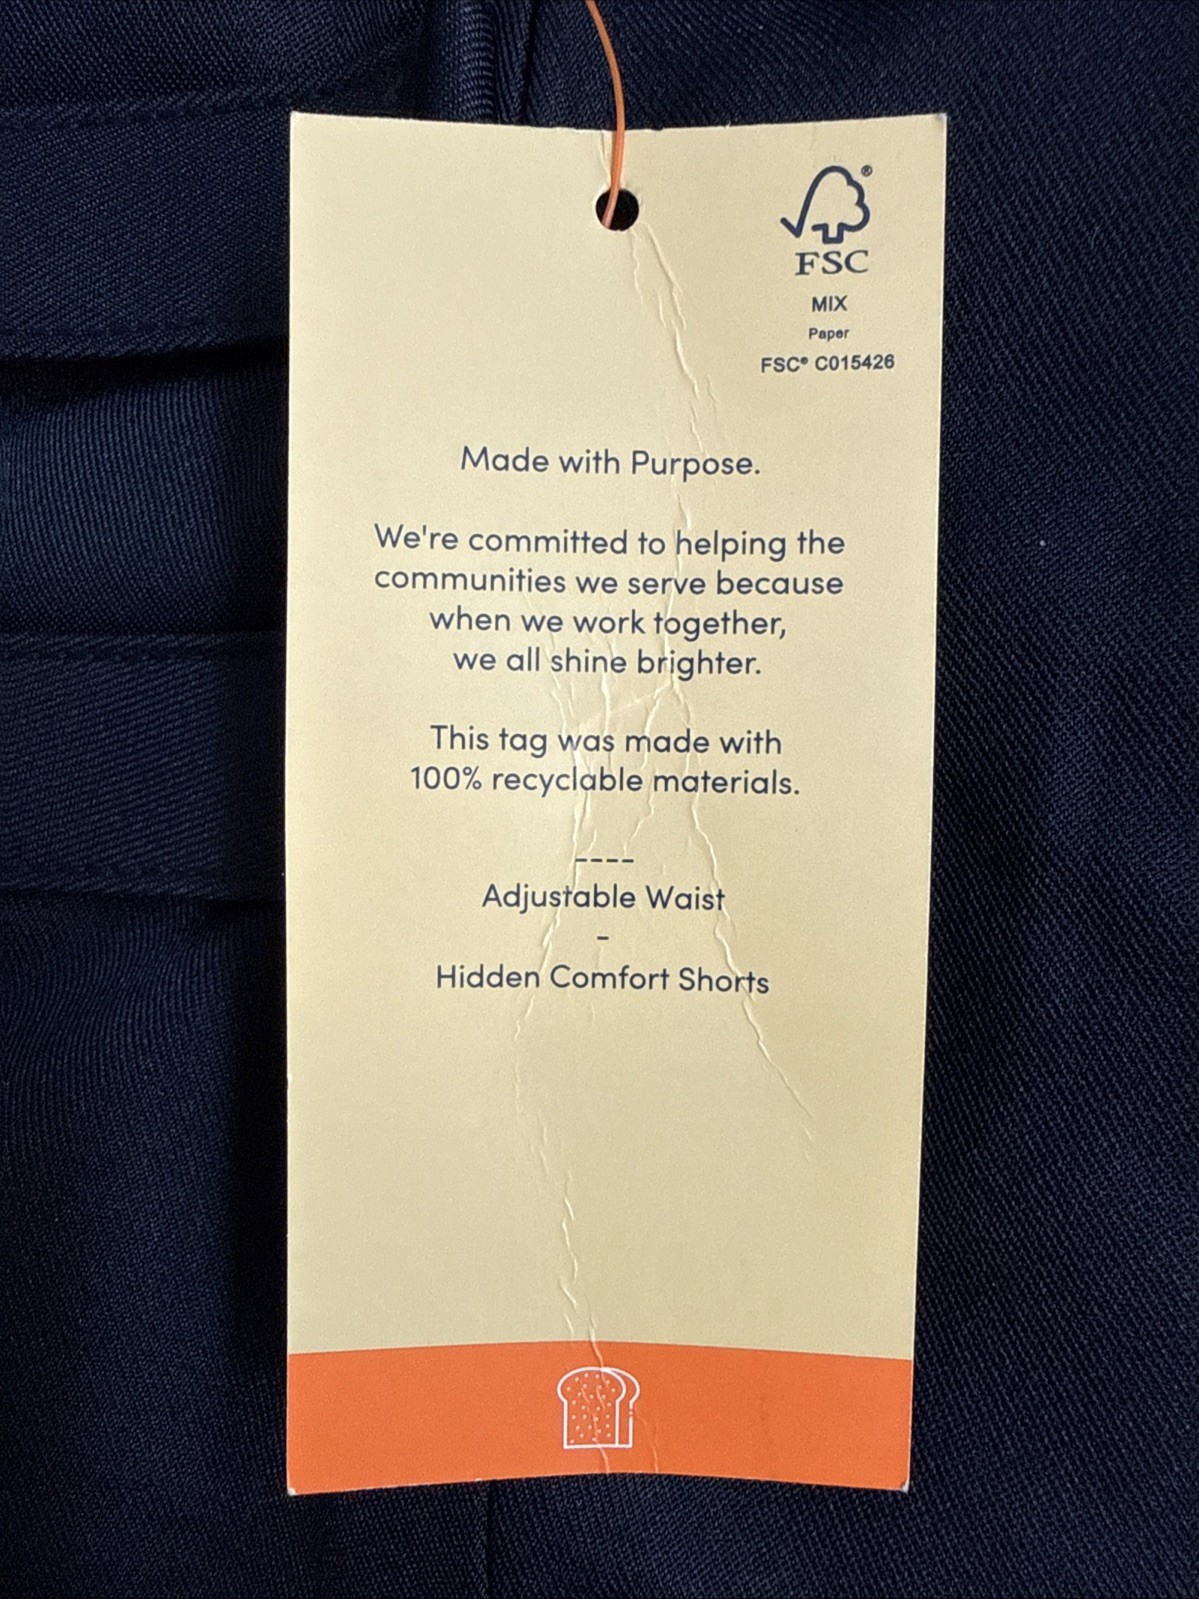 ®
FSC
MIX
Paper
FSC® C015426
Made with Purpose.
We're committed to helping the
communities we serve because
when we work together,
we all shine brighter.
This tag was made with
100% recyclable materials.
----
Adjustable Waist
-
Hidden Comfort Shorts